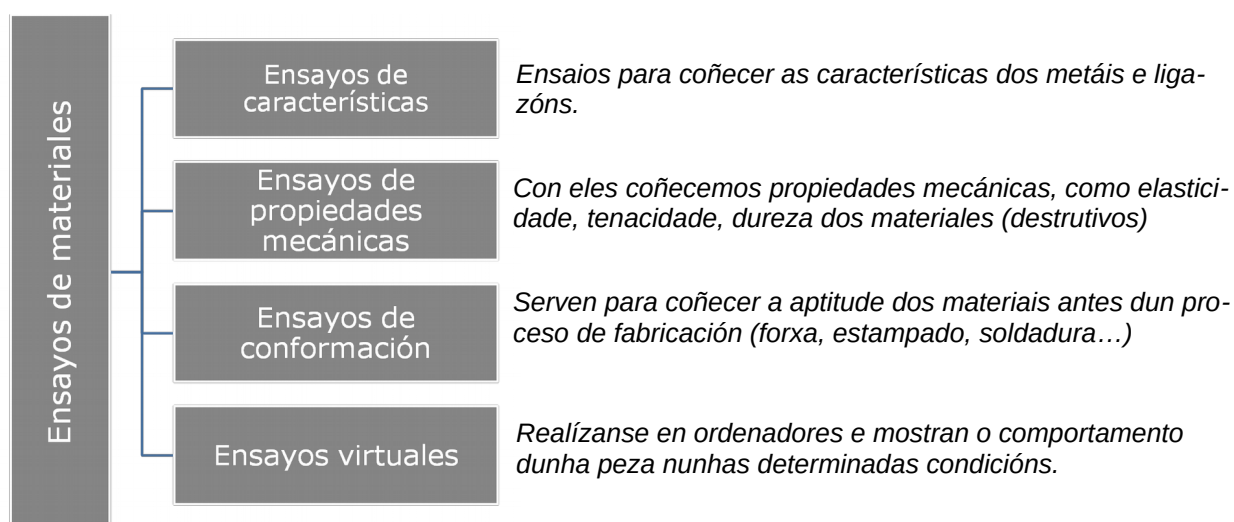 Ensayos de materiales
Ensayos de
características
Ensaios para coñecer as características dos metáis e liga-
zóns.
Ensayos de
propiedades
mecánicas
Con eles coñecemos propiedades mecánicas, como elastici-
dade, tenacidade, dureza dos materiales (destrutivos)
Ensayos de
conformación
Serven para coñecer a aptitude dos materiais antes dun pro-
ceso de fabricación (forxa, estampado, soldadura…)
Ensayos virtuales
Realízanse en ordenadores e mostran o comportamento
dunha peza nunhas determinadas condicións.